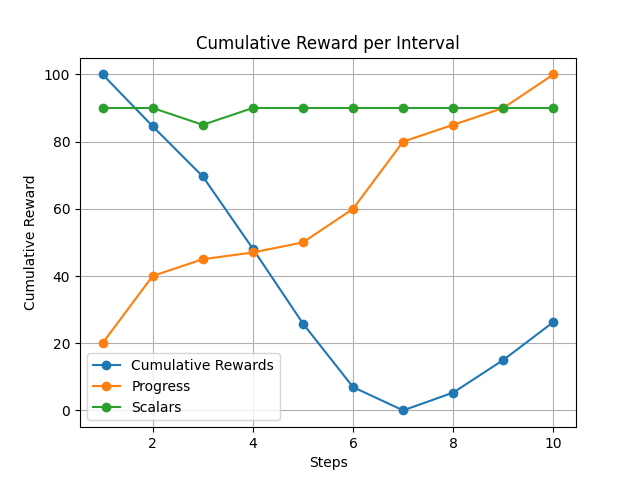 Cumulative Reward per Interval
Cumulative Reward
100
80
60
40
20
0
Cumulative Rewards
Progress
Scalars
2 4 6 8 10
Steps